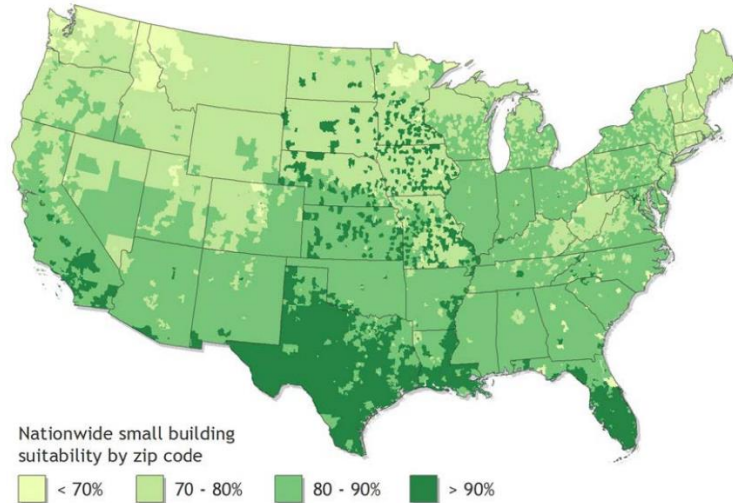 Nationwide small building
suitability by zip code
< 70%
70 - 80%
80 - 90%
> 90%